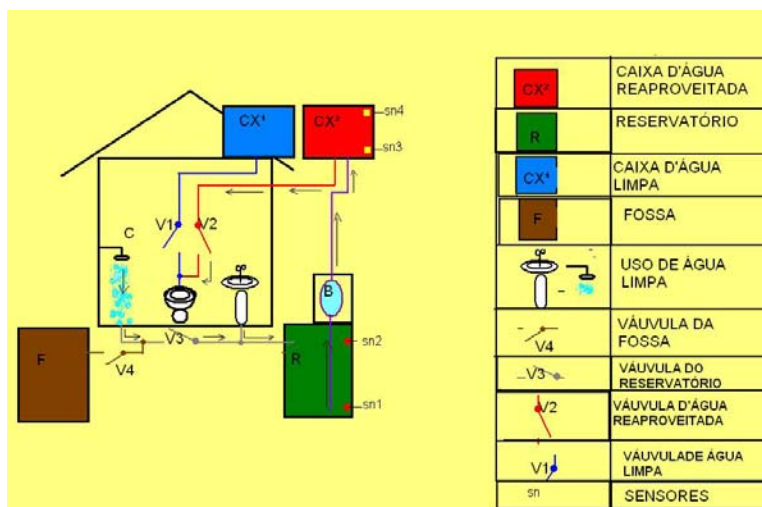 CX¹
CX²
sn4
sn3
C
V1
V2
B
V3
F
V4
R
sn2
sn1
CX²
CAIXA D'ÁGUA
REAPROVEITADA
R
RESERVATÓRIO
CX¹
CAIXA D'ÁGUA
LIMPA
F
FOSSA
USO DE ÁGUA
LIMPA
V4
VÁUVULA DA
FOSSA
V3
VÁUVULA DO
RESERVATÓRIO
V2
VÁUVULA D'ÁGUA
REAPROVEITADA
V1
VÁUVULADE ÁGUA
LIMPA
sn
SENSORES